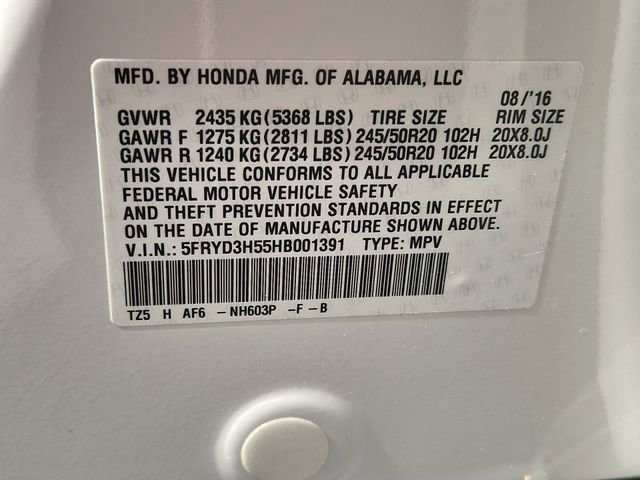 MFD. BY HONDA MFG. OF ALABAMA, LLC
08/'16
GVWR 2435 KG(5368 LBS) TIRE SIZE RIM SIZE
GAWR F 1275 KG(2811 LBS) 245/50R20 102H 20X8.0J
GAWR R 1240 KG(2734 LBS) 245/50R20 102H 20X8.0J
THIS VEHICLE CONFORMS TO ALL APPLICABLE
FEDERAL MOTOR VEHICLE SAFETY
AND THEFT PREVENTION STANDARDS IN EFFECT
ON THE DATE OF MANUFACTURE SHOWN ABOVE.
V.I.N.: 5FRYD3H55HB001391 TYPE: MPV
TZ5 H AF6 -NH603P -F-B